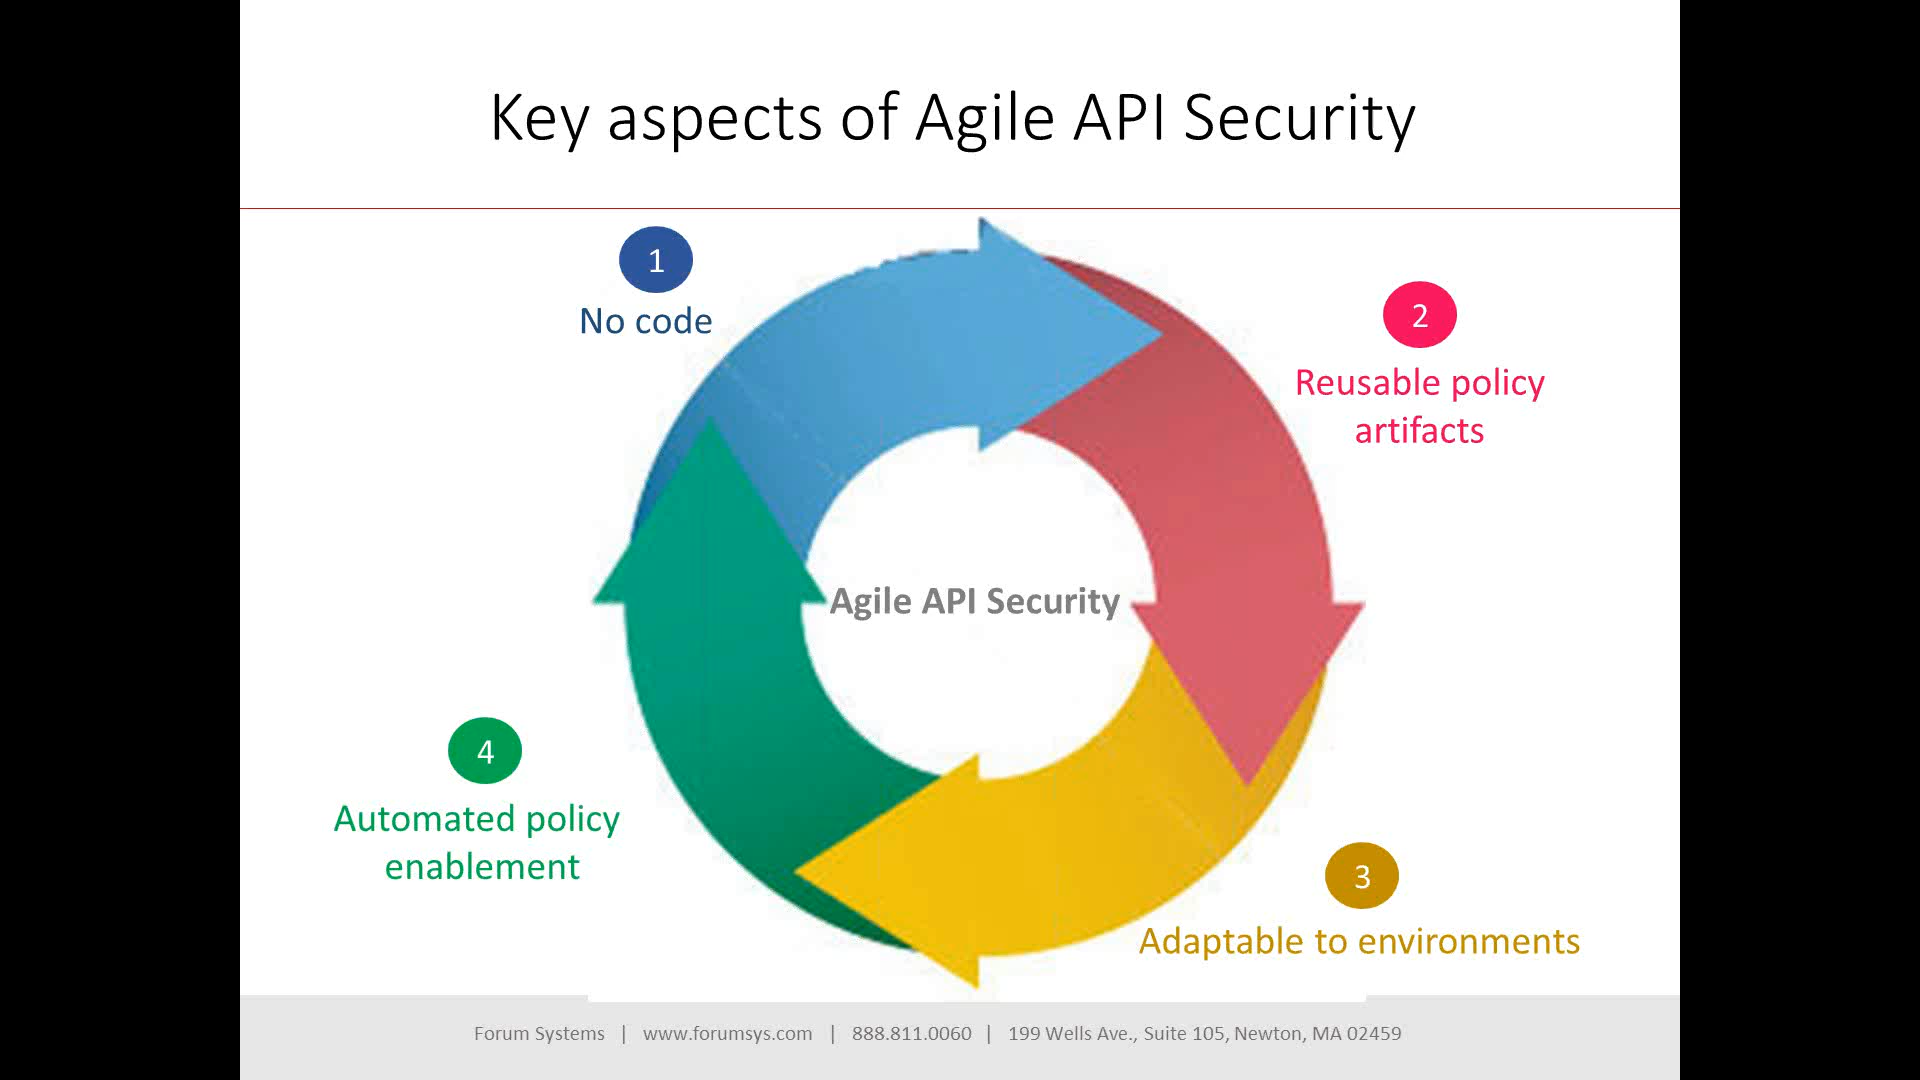 Key aspects of Agile API Security
1
No code
2
Reusable policy
artifacts
Agile API Security
4
Automated policy
enablement
3
Adaptable to environments
Forum Systems | www.forumsys.com | 888.811.0060 | 199 Wells Ave., Suite 105, Newton, MA 02459